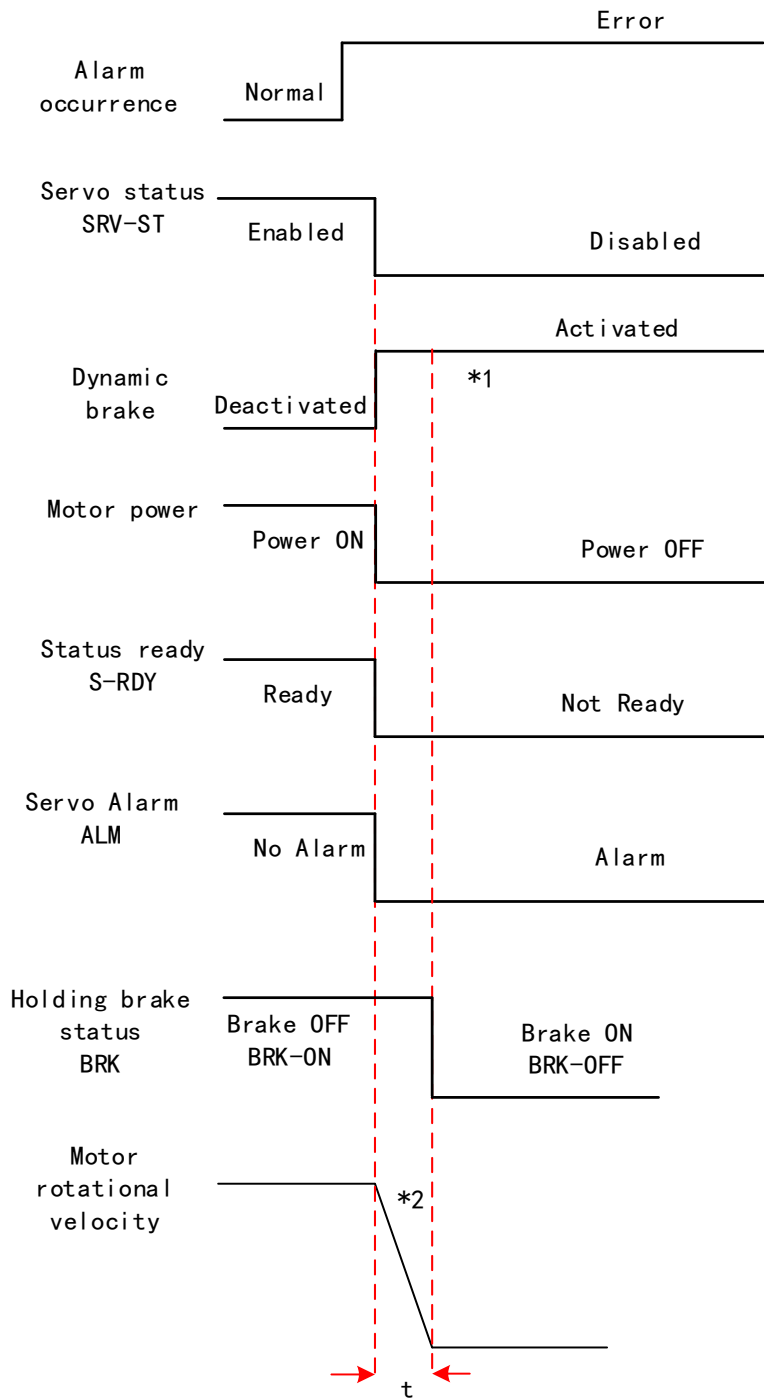 Error
Alarm
occurrence
Normal
Servo status
SRV-ST
Enabled
Disabled
Activated
Dynamic
brake
Deactivated
*1
Motor power
Power ON
Power OFF
Status ready
S-RDY
Ready
Not Ready
Servo Alarm
ALM
No Alarm
Alarm
Holding brake
status
BRK
Brake OFF
BRK-ON
Brake ON
BRK-OFF
Motor
rotational
velocity
*2
t